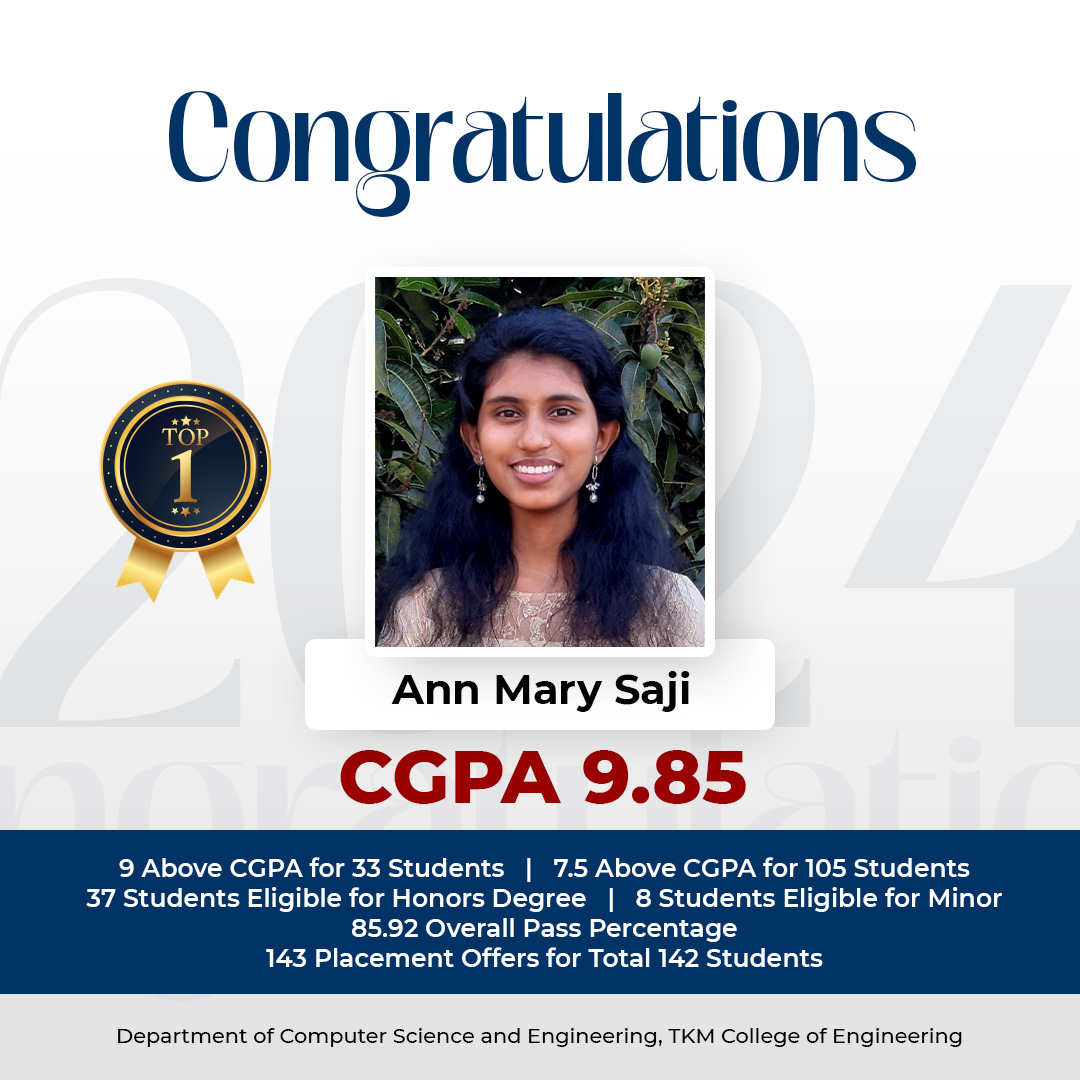 Congratulations
2024
TOP
1
Ann Mary Saji
CGPA 9.85
9 Above CGPA for 33 Students | 7.5 Above CGPA for 105 Students
37 Students Eligible for Honors Degree | 8 Students Eligible for Minor
85.92 Overall Pass Percentage
143 Placement Offers for Total 142 Students
Department of Computer Science and Engineering, TKM College of Engineering